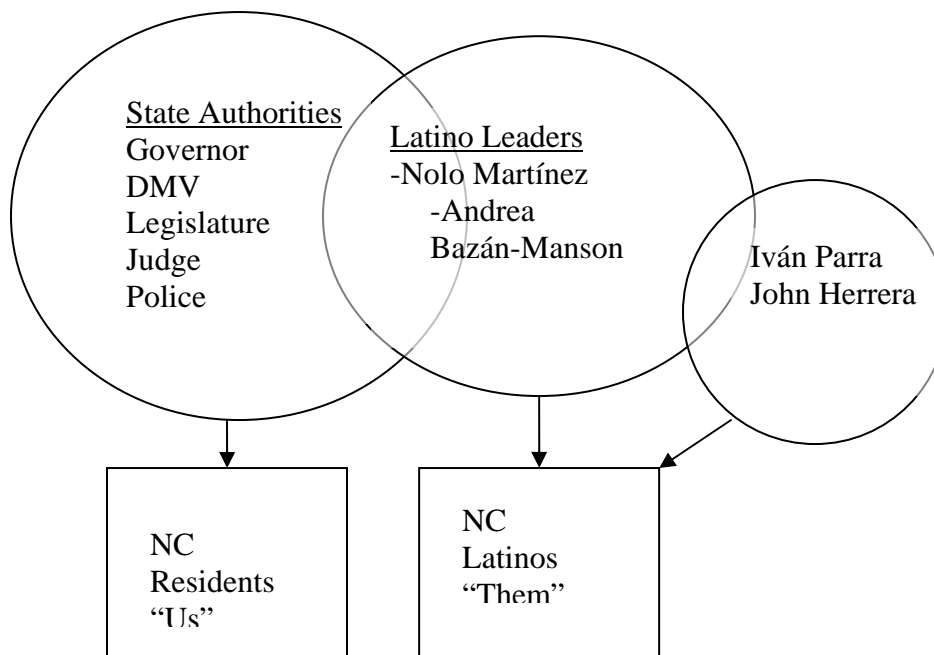 State Authorities
Governor
DMV
Legislature
Judge
Police
Latino Leaders
-Nolo Martínez
-Andrea
Bazán-Manson
Iván Parra
John Herrera
NC
Residents
“Us”
NC
Latinos
“Them”